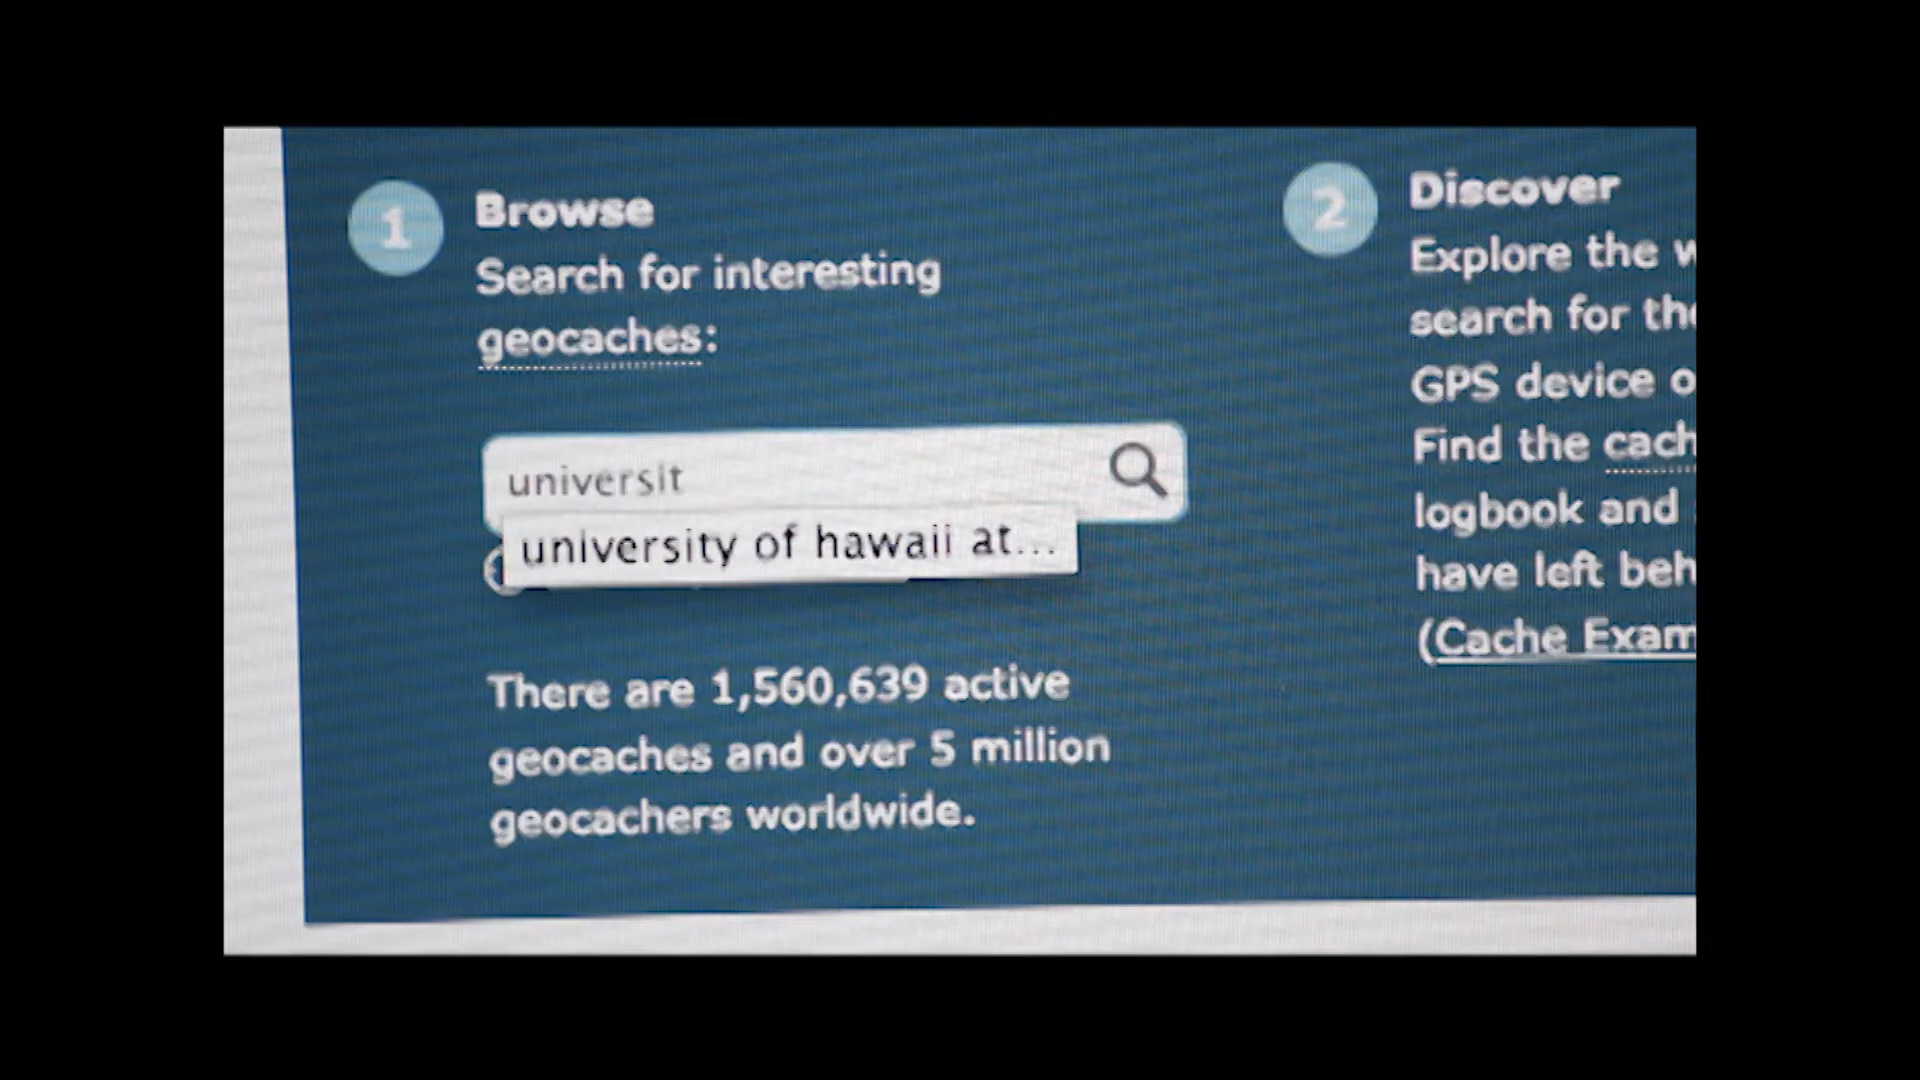 1
Browse
Search for interesting
geocaches:
universit
university of hawaii at...
There are 1,560,639 active
geocaches and over 5 million
geocachers worldwide.
2
Discover
Explore the w
search for the
GPS device o
Find the cach
logbook and
have left beh
(Cache Exam